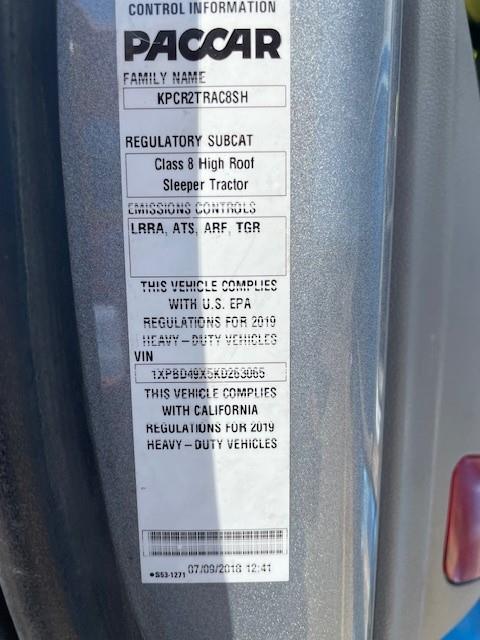 CONTROL INFORMATION
PACCAR
FAMILY NAME
KPCR2TRAC8SH
REGULATORY SUBCAT
Class 8 High Roof
Sleeper Tractor
EMISSIONS CONTROLS
LRRA, ATS, ARF, TGR
THIS VEHICLE COMPLIES
WITH U.S. EPA
REGULATIONS FOR 2019
HEAVY-DUTY VEHICLES
VIN
1XPBD49X5KD263065
THIS VEHICLE COMPLIES
WITH CALIFORNIA
REGULATIONS FOR 2019
HEAVY-DUTY VEHICLES
S53-1271 07/09/2018 12:41